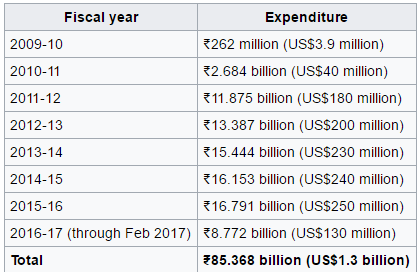 Fiscal year Expenditure
2009-10 ₹262 million (US$3.9 million)
2010-11 ₹2.684 billion (US$40 million)
2011-12 ₹11.875 billion (US$180 million)
2012-13 ₹13.387 billion (US$200 million)
2013-14 ₹15.444 billion (US$230 million)
2014-15 ₹16.153 billion (US$240 million)
2015-16 ₹16.791 billion (US$250 million)
2016-17 (through Feb 2017) ₹8.772 billion (US$130 million)
Total ₹85.368 billion (US$1.3 billion)